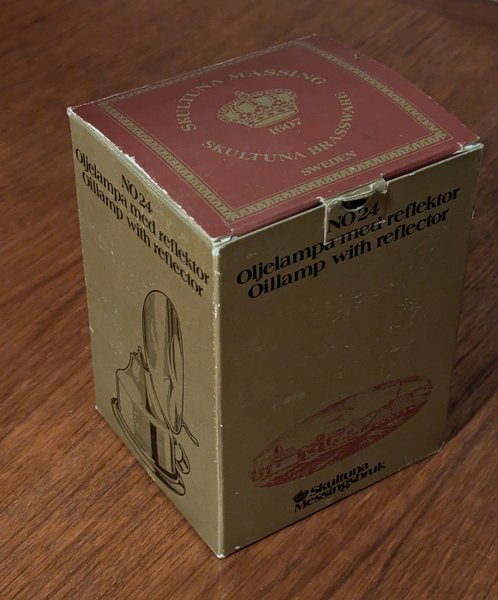 SKULTUNA MÄSSING
1607
SKULTUNA BRASSWARE
SWEDEN
NO 24
Oljelampa med reflektor
Oillamp with reflector
NO 24
Oljelampa med reflektor
Oillamp with reflector
Skultuna
Messingsbruk